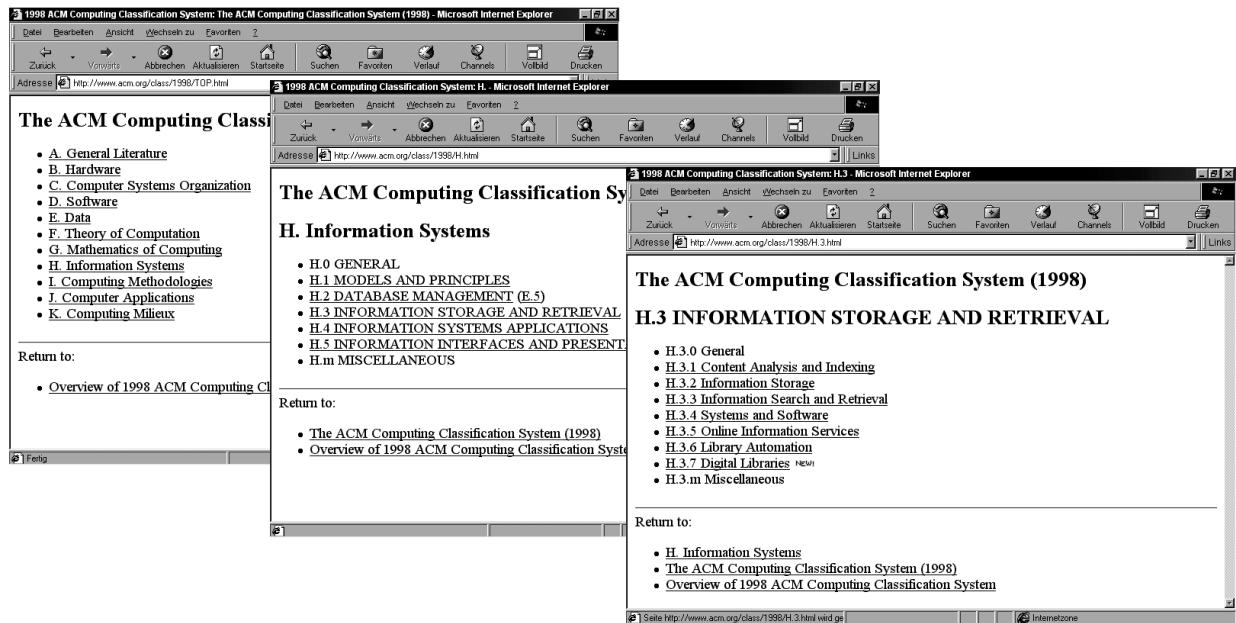 1998 ACM Computing Classification System: The ACM Computing Classification System (1998) - Microsoft Internet Explorer
Datei Bearbeiten Ansicht Wechseln zu Favoriten ?
Zurück Vorwärts Abbrechen Aktualisieren Startseite Suchen Favoriten Verlauf Channels Vollbild Drucken
Adresse http://www.acm.org/class/1998/TOP.html
The ACM Computing Classi
A. General Literature
B. Hardware
C. Computer Systems Organization
D. Software
E. Data
F. Theory of Computation
G. Mathematics of Computing
H. Information Systems
I. Computing Methodologies
J. Computer Applications
K. Computing Milieux
Return to:
Overview of 1998 ACM Computing Cl
Fertig
1998 ACM Computing Classification System: H. - Microsoft Internet Explorer
Datei Bearbeiten Ansicht Wechseln zu Favoriten ?
Zurück Vorwärts Abbrechen Aktualisieren Startseite Suchen Favoriten Verlauf Channels Vollbild Drucken
Adresse http://www.acm.org/class/1998/H.html Links
The ACM Computing Classification Sy
H. Information Systems
H.0 GENERAL
H.1 MODELS AND PRINCIPLES
H.2 DATABASE MANAGEMENT (E.5)
H.3 INFORMATION STORAGE AND RETRIEVAL
H.4 INFORMATION SYSTEMS APPLICATIONS
H.5 INFORMATION INTERFACES AND PRESENT
H.m MISCELLANEOUS
Return to:
The ACM Computing Classification System (1998)
Overview of 1998 ACM Computing Classification Syste
1998 ACM Computing Classification System: H.3 - Microsoft Internet Explorer
Datei Bearbeiten Ansicht Wechseln zu Favoriten ?
Zurück Vorwärts Abbrechen Aktualisieren Startseite Suchen Favoriten Verlauf Channels Vollbild Drucken
Adresse http://www.acm.org/class/1998/H.3.html Links
The ACM Computing Classification System (1998)
H.3 INFORMATION STORAGE AND RETRIEVAL
H.3.0 General
H.3.1 Content Analysis and Indexing
H.3.2 Information Storage
H.3.3 Information Search and Retrieval
H.3.4 Systems and Software
H.3.5 Online Information Services
H.3.6 Library Automation
H.3.7 Digital Libraries NEW!
H.3.m Miscellaneous
Return to:
H. Information Systems
The ACM Computing Classification System (1998)
Overview of 1998 ACM Computing Classification System
Seite http://www.acm.org/class/1998/H.3.html wird ge Internetzone